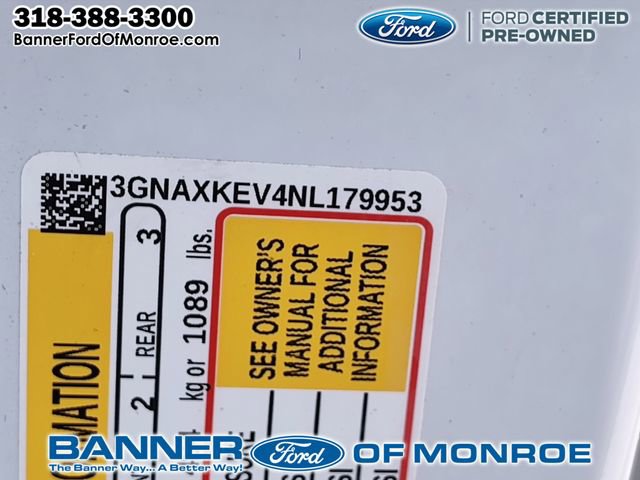 318-388-3300
BannerFordOfMonroe.com
Ford
FORD CERTIFIED
PRE-OWNED
3GNAXKEV4NL179953
REAR 3
2
kg or 1089 lbs.
SEE OWNER'S
MANUAL FOR
ADDITIONAL
INFORMATION
BANNER Ford OF MONROE
The Banner Way... A Better Way!